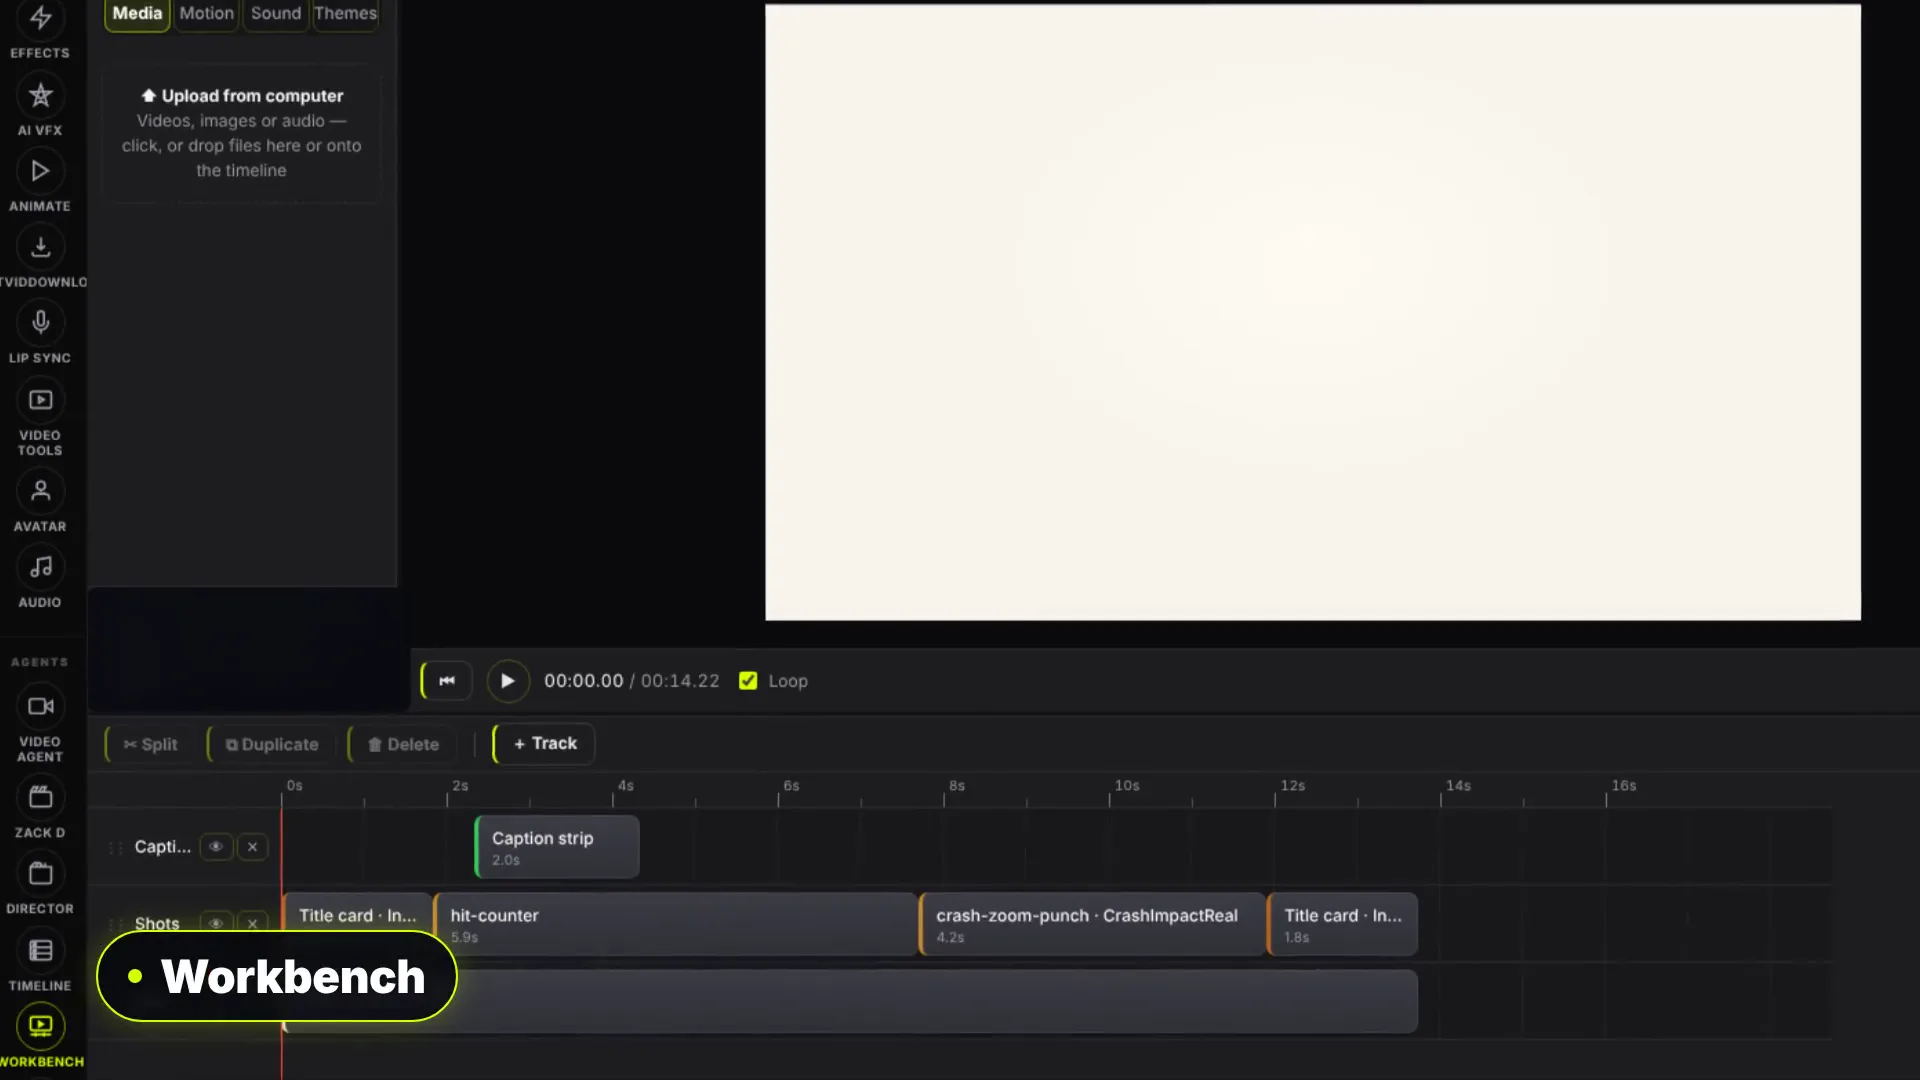 EFFECTS
AI VFX
ANIMATE
TVIDDOWNLO
LIP SYNC
VIDEO
TOOLS
AVATAR
AUDIO
AGENTS
VIDEO
AGENT
ZACK D
DIRECTOR
TIMELINE
WORKBENCH
Media Motion Sound Themes
Upload from computer
Videos, images or audio —
click, or drop files here or onto
the timeline
00:00.00 / 00:14.22 Loop
Split Duplicate Delete + Track
0s 2s 4s 6s 8s 10s 12s 14s 16s
Capti...
Caption strip
2.0s
Shots
Title card · In...
hit-counter
5.9s
crash-zoom-punch · CrashImpactReal
4.2s
Title card · In...
1.8s
Workbench